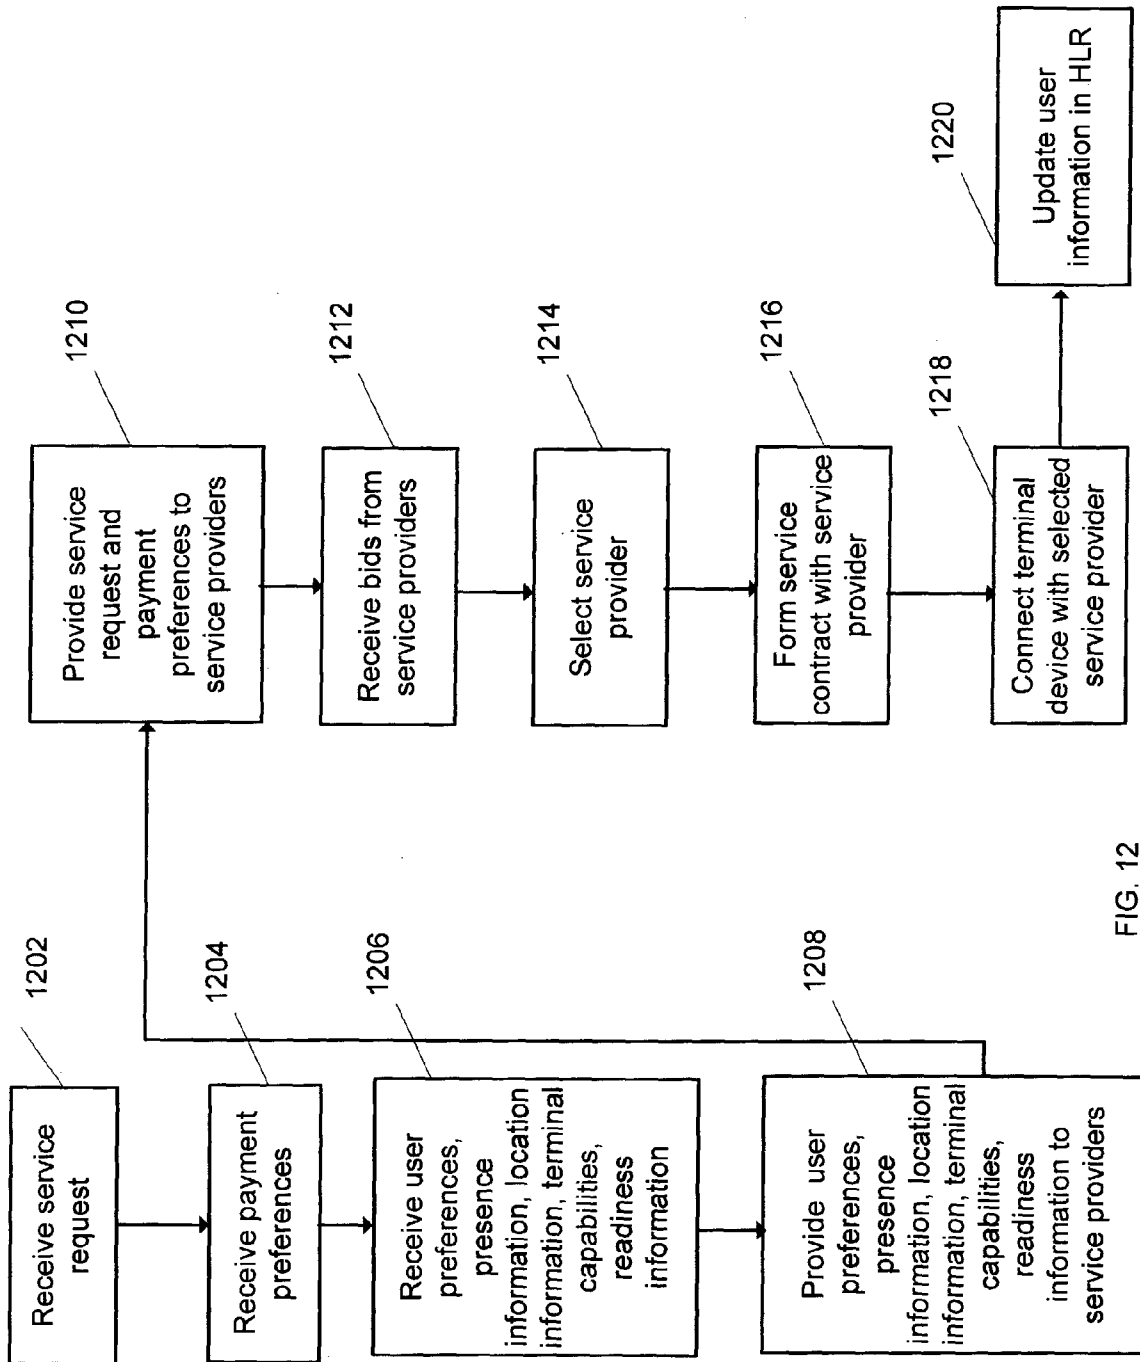 1202
Receive service
request
1204
Receive payment
preferences
1206
Receive user
preferences,
presence
information, location
information, terminal
capabilities,
readiness
information
1208
Provide user
preferences,
presence
information, location
information, terminal
capabilities,
readiness
information to
service providers
1210
Provide service
request and
payment
preferences to
service providers
1212
Receive bids from
service providers
1214
Select service
provider
1216
Form service
contract with service
provider
1218
Connect terminal
device with selected
service provider
1220
Update user
information in HLR
FIG. 12